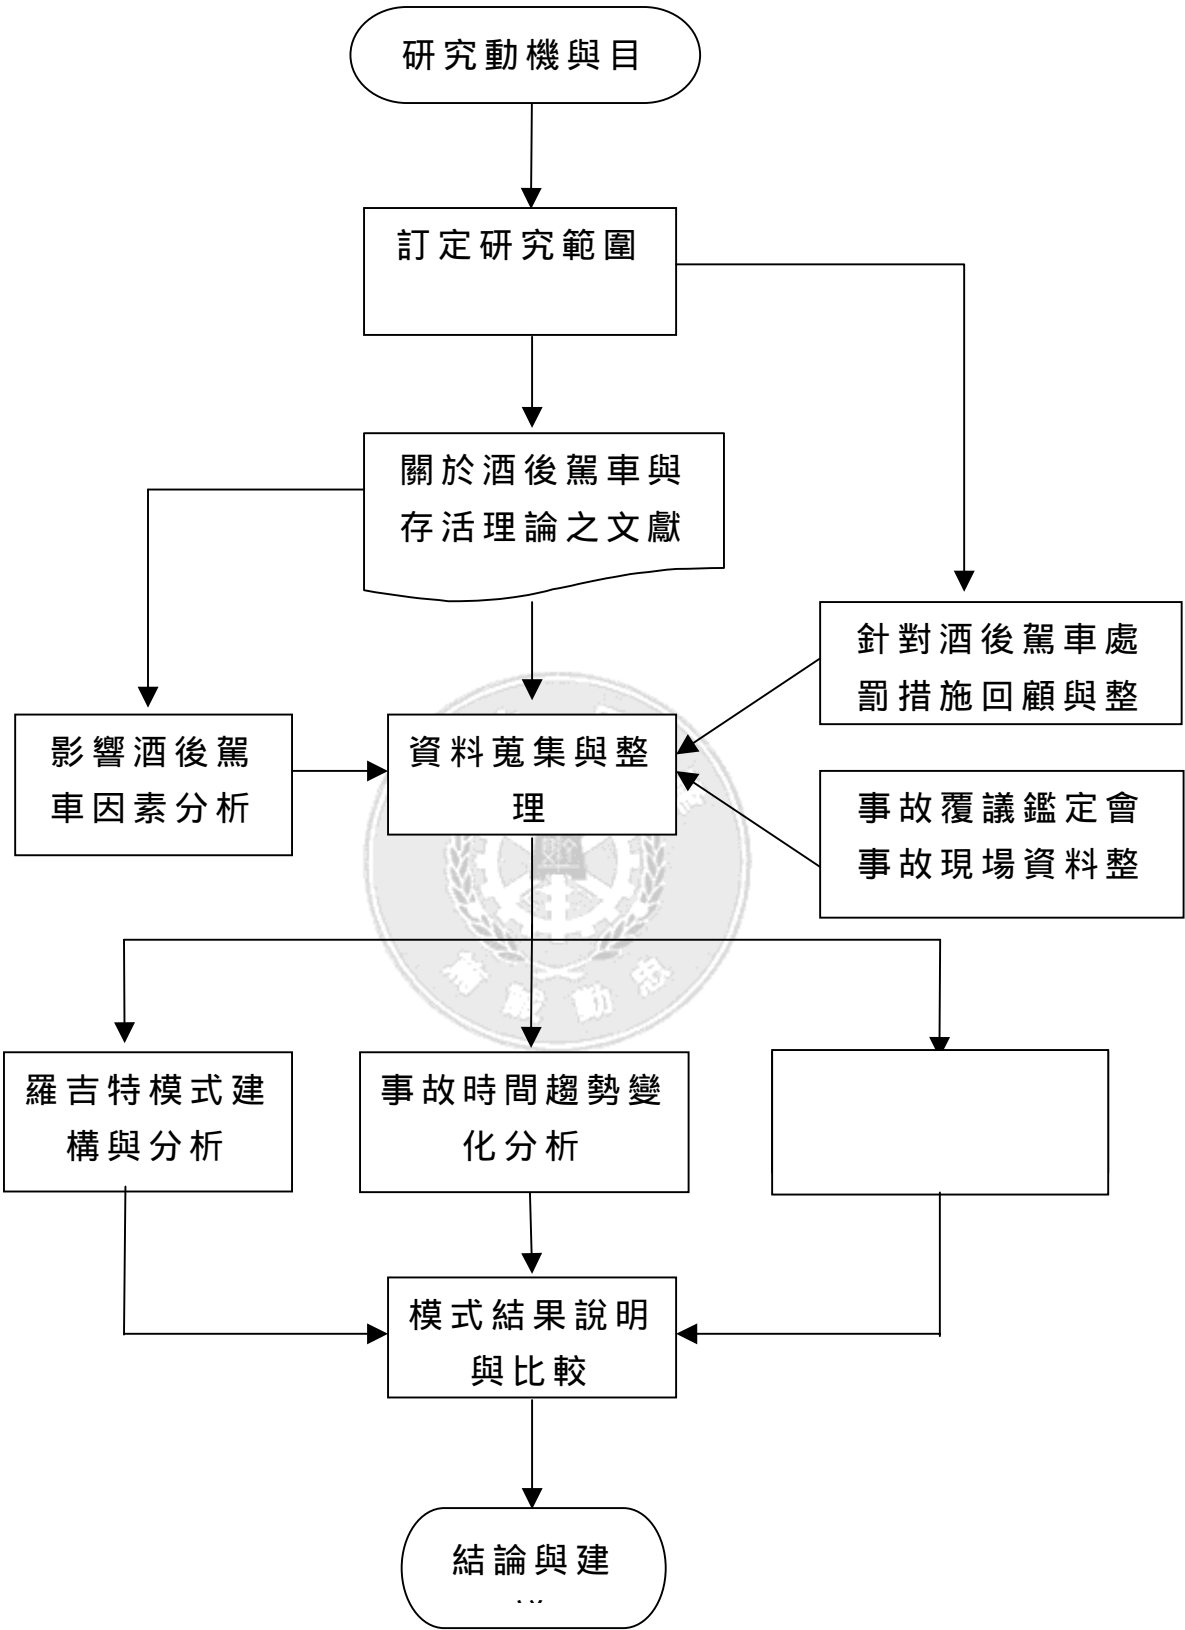 研究動機與目
訂定研究範圍
關於酒後駕車與
存活理論之文獻
針對酒後駕車處
罰措施回顧與整
影響酒後駕
車因素分析
資料蒐集與整
理
事故覆議鑑定會
事故現場資料整
羅吉特模式建
構與分析
事故時間趨勢變
化分析
模式結果說明
與比較
結論與建